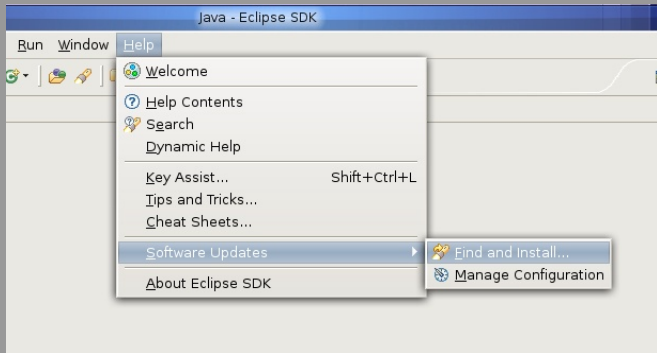 Java - Eclipse SDK
Run Window Help
Welcome
Help Contents
Search
Dynamic Help
Key Assist... Shift+Ctrl+L
Tips and Tricks...
Cheat Sheets...
Software Updates
Find and Install...
Manage Configuration
About Eclipse SDK